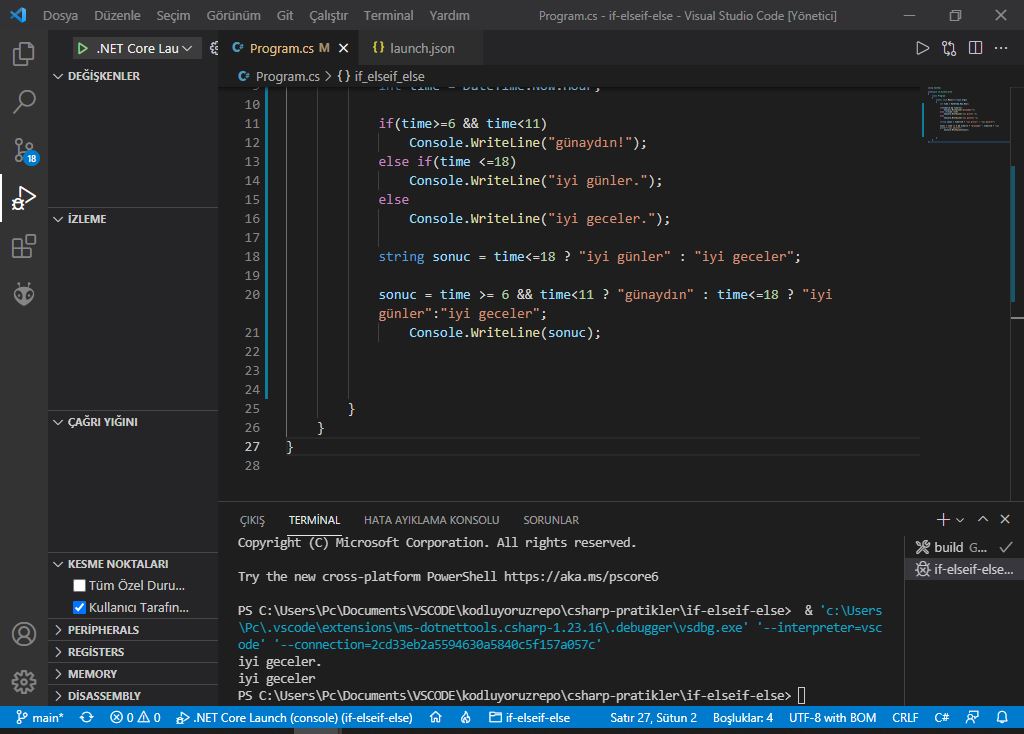 Dosya Düzenle Seçim Görünüm Git Çalıştır Terminal Yardım Program.cs - if-elseif-else - Visual Studio Code [Yönetici]
.NET Core Lau
Program.cs M launch.json
Program.cs > {} if_elseif_else
DEĞİŞKENLER
18
İZLEME
ÇAĞRI YIĞINI
KESME NOKTALARI
Tüm Özel Duru...
Kullanıcı Tarafın...
PERİPHERALS
REGİSTERS
MEMORY
DİSASSEMBLY
9 int time = DateTime.Now.Hour;
10
11 if(time>=6 && time<11)
12 Console.WriteLine("günaydın!");
13 else if(time <=18)
14 Console.WriteLine("iyi günler.");
15 else
16 Console.WriteLine("iyi geceler.");
17
18 string sonuc = time<=18 ? "iyi günler" : "iyi geceler";
19
20 sonuc = time >= 6 && time<11 ? "günaydın" : time<=18 ? "iyi
günler":"iyi geceler";
21 Console.WriteLine(sonuc);
22
23
24
25 }
26 }
27 }
28
ÇIKIŞ TERMİNAL HATA AYIKLAMA KONSOLU SORUNLAR
build G...
if-elseif-else...
Copyright (C) Microsoft Corporation. All rights reserved.
Try the new cross-platform PowerShell https://aka.ms/pscore6
PS C:\Users\Pc\Documents\VSCODE\kodluyoruzrepo\csharp-pratikler\if-elseif-else> & 'c:\Users
\Pc\.vscode\extensions\ms-dotnettools.csharp-1.23.16\.debugger\vsdbg.exe' '--interpreter=vsc
ode' '--connection=2cd33eb2a5594630a5840c5f157a057c'
iyi geceler.
iyi geceler
PS C:\Users\Pc\Documents\VSCODE\kodluyoruzrepo\csharp-pratikler\if-elseif-else>
main* 0 0 .NET Core Launch (console) (if-elseif-else) if-elseif-else Satır 27, Sütun 2 Boşluklar: 4 UTF-8 with BOM CRLF C#